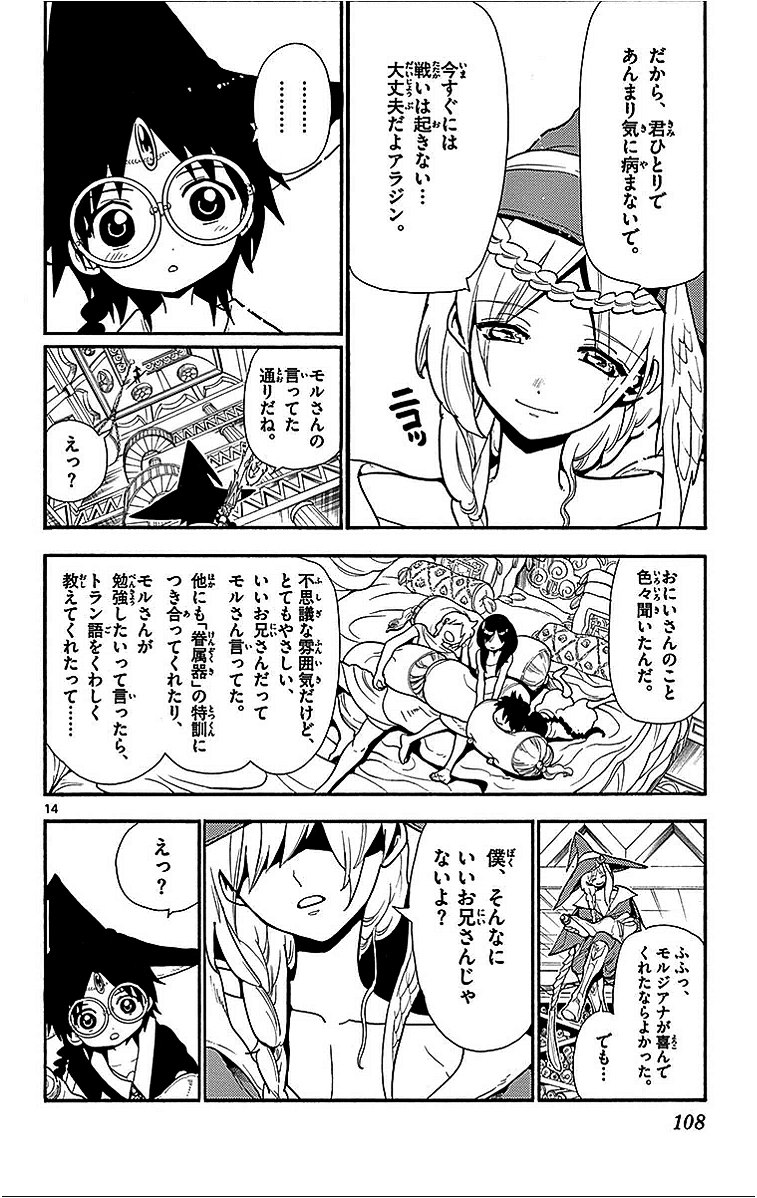 だから、君ひとりで
あんまり気に病まないで。
今すぐには
戦いは起きない…
大丈夫だよアラジン。
ニコッ
………
モルさんの
言ってた
通りだね。
えっ？
おにいさんのこと
色々聞いたんだ。
不思議な雰囲気だけど、
とてもやさしい、
いいお兄さんだって
モルさん言ってた。
他にも「眷属器」の特訓に
つき合ってくれたり、
モルさんが
勉強したいって言ったら、
トラン語をくわしく
教えてくれたって……
14
ふふっ、
モルジアナが喜んで
くれたならよかった。
でも…
僕、そんなに
いいお兄さんじゃ
ないよ？
えっ？
108